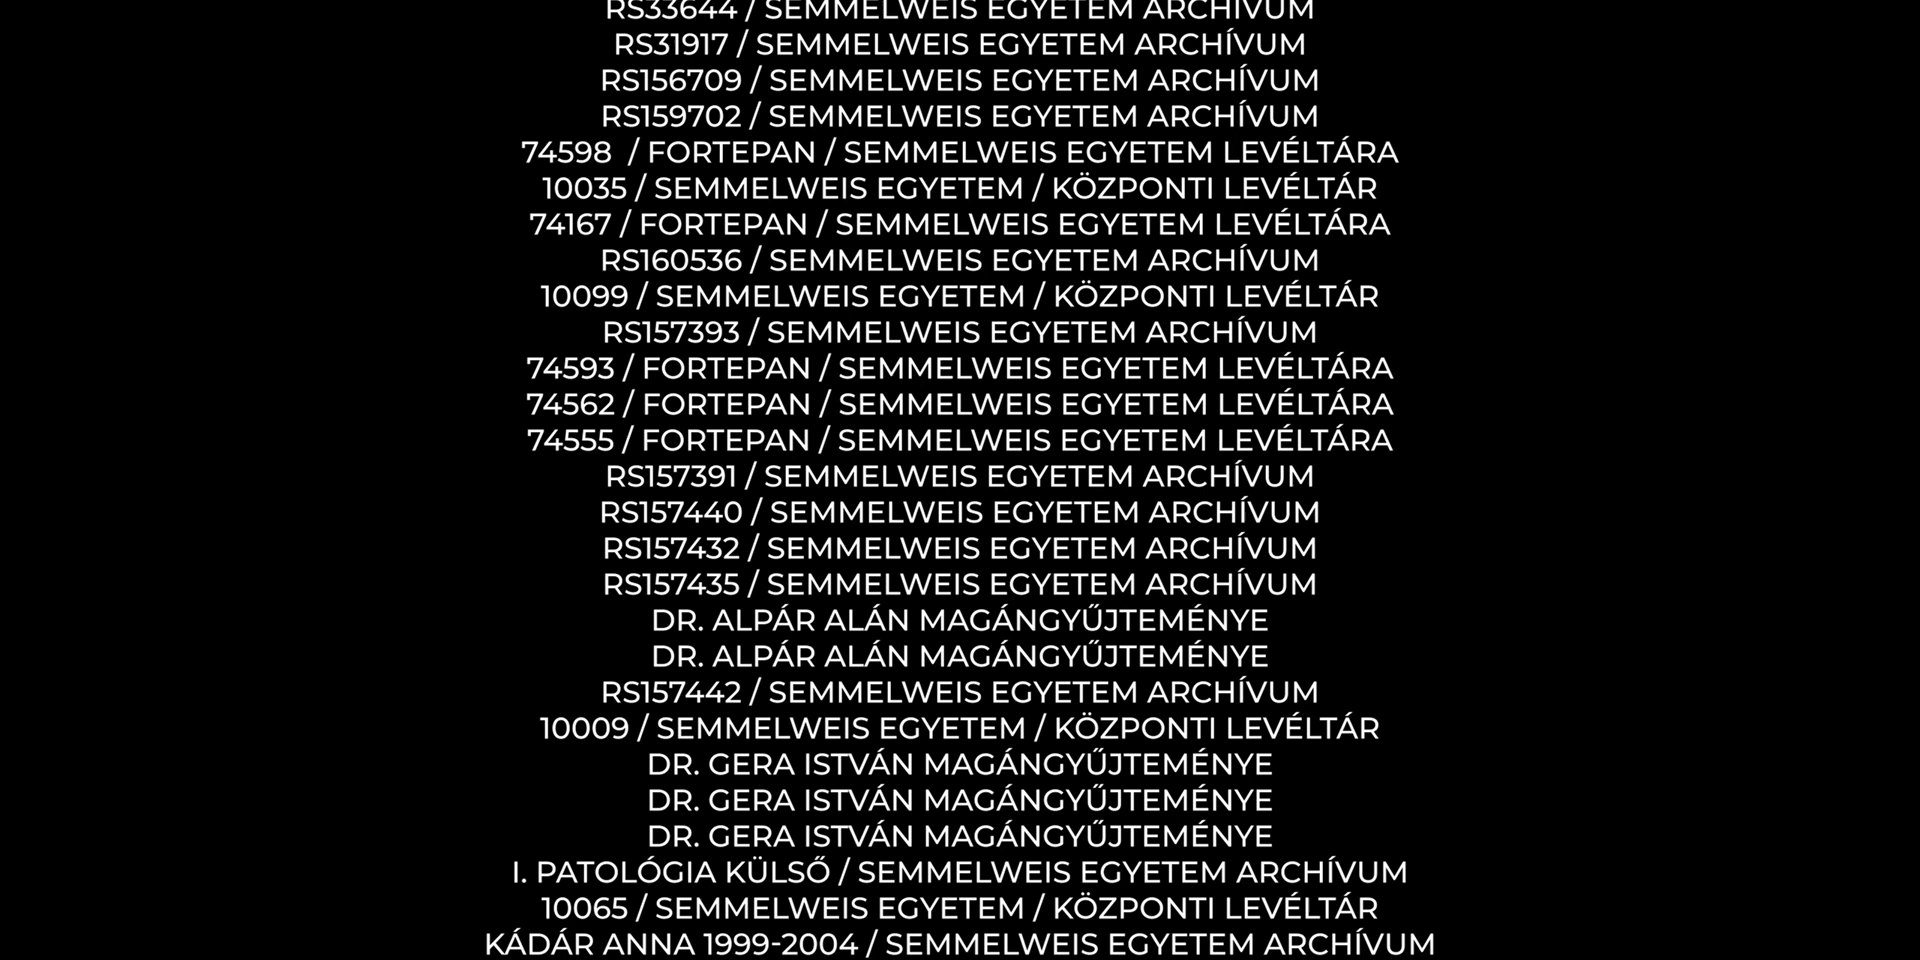 RS33644 / SEMMELWEIS EGYETEM ARCHÍVUM
RS31917 / SEMMELWEIS EGYETEM ARCHÍVUM
RS156709 / SEMMELWEIS EGYETEM ARCHÍVUM
RS159702 / SEMMELWEIS EGYETEM ARCHÍVUM
74598  / FORTEPAN / SEMMELWEIS EGYETEM LEVÉLTÁRA
10035 / SEMMELWEIS EGYETEM / KÖZPONTI LEVÉLTÁR
74167 / FORTEPAN / SEMMELWEIS EGYETEM LEVÉLTÁRA
RS160536 / SEMMELWEIS EGYETEM ARCHÍVUM
10099 / SEMMELWEIS EGYETEM / KÖZPONTI LEVÉLTÁR
RS157393 / SEMMELWEIS EGYETEM ARCHÍVUM
74593 / FORTEPAN / SEMMELWEIS EGYETEM LEVÉLTÁRA
74562 / FORTEPAN / SEMMELWEIS EGYETEM LEVÉLTÁRA
74555 / FORTEPAN / SEMMELWEIS EGYETEM LEVÉLTÁRA
RS157391 / SEMMELWEIS EGYETEM ARCHÍVUM
RS157440 / SEMMELWEIS EGYETEM ARCHÍVUM
RS157432 / SEMMELWEIS EGYETEM ARCHÍVUM
RS157435 / SEMMELWEIS EGYETEM ARCHÍVUM
DR. ALPÁR ALÁN MAGÁNGYŰJTEMÉNYE
DR. ALPÁR ALÁN MAGÁNGYŰJTEMÉNYE
RS157442 / SEMMELWEIS EGYETEM ARCHÍVUM
10009 / SEMMELWEIS EGYETEM / KÖZPONTI LEVÉLTÁR
DR. GERA ISTVÁN MAGÁNGYŰJTEMÉNYE
DR. GERA ISTVÁN MAGÁNGYŰJTEMÉNYE
DR. GERA ISTVÁN MAGÁNGYŰJTEMÉNYE
I. PATOLÓGIA KÜLSŐ / SEMMELWEIS EGYETEM ARCHÍVUM
10065 / SEMMELWEIS EGYETEM / KÖZPONTI LEVÉLTÁR
KÁDÁR ANNA 1999-2004 / SEMMELWEIS EGYETEM ARCHÍVUM